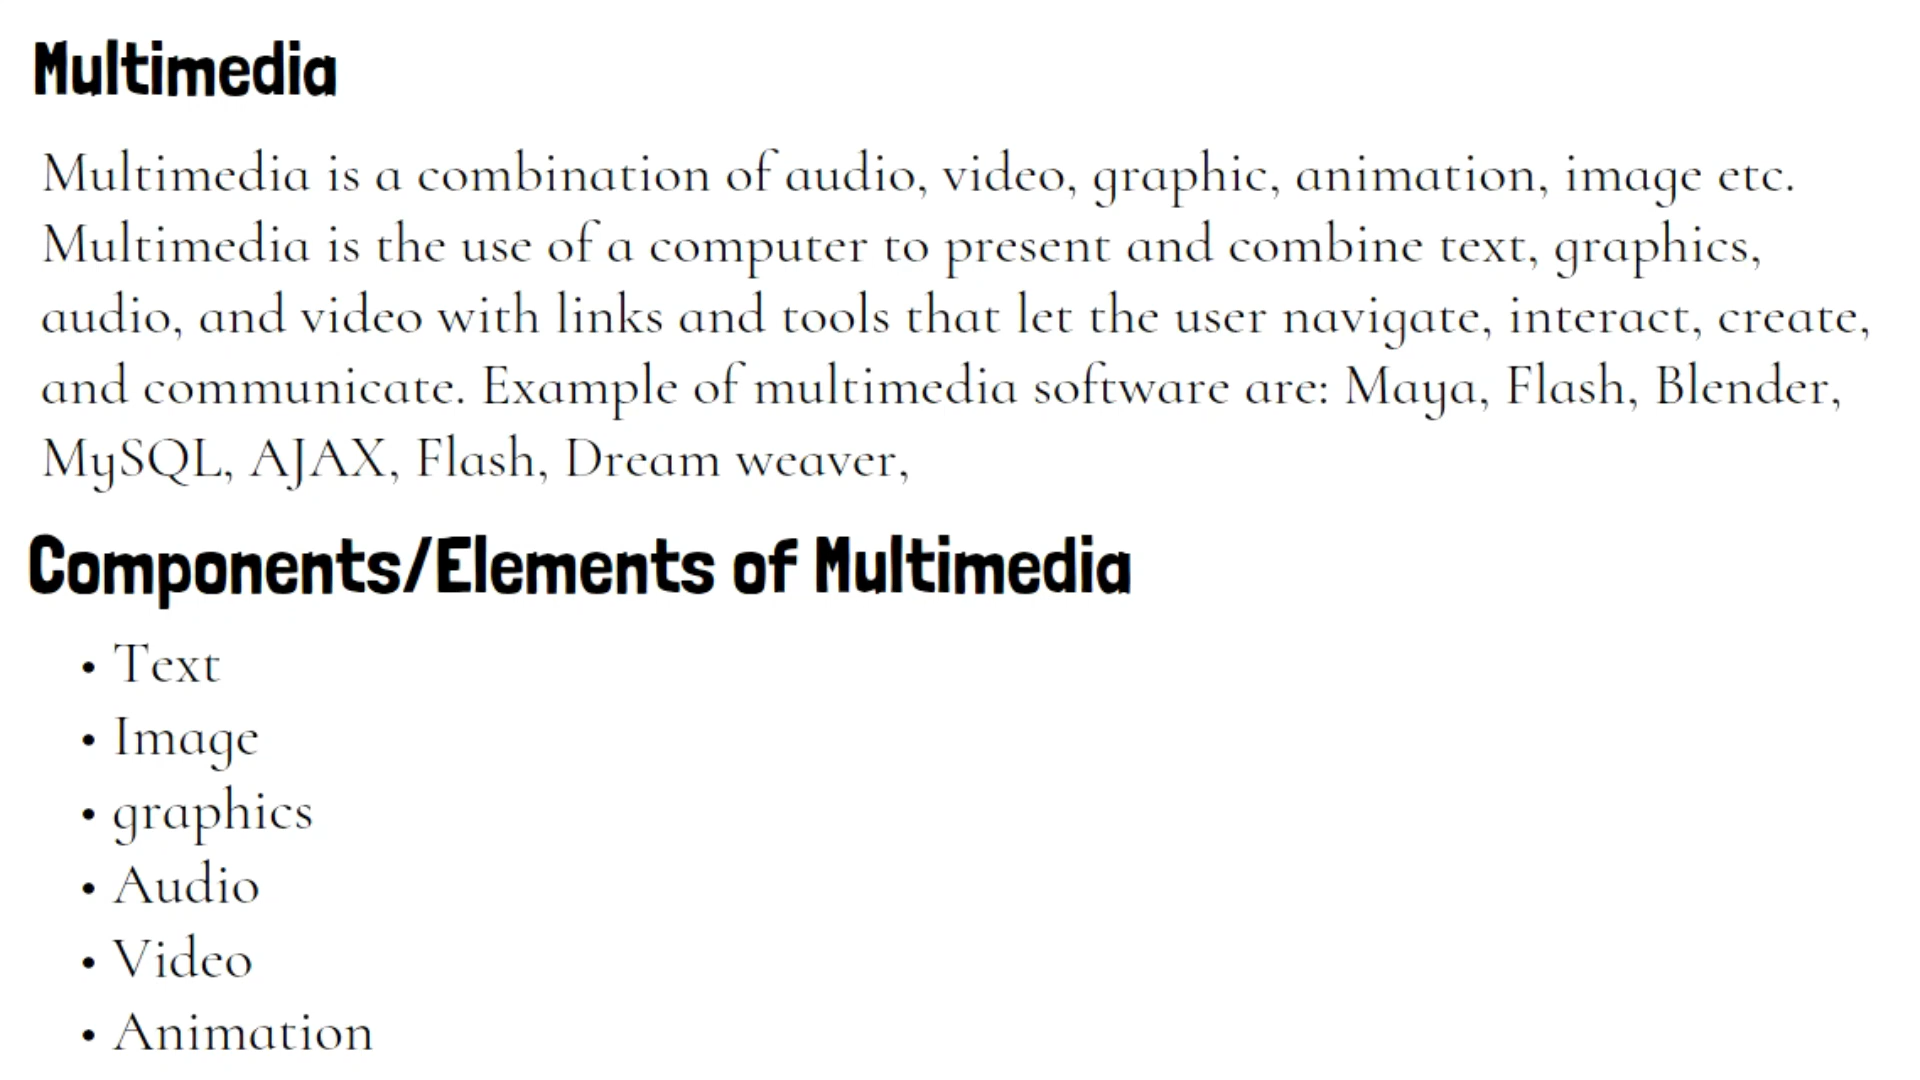 Multimedia
Multimedia is a combination of audio, video, graphic, animation, image etc.
Multimedia is the use of a computer to present and combine text, graphics,
audio, and video with links and tools that let the user navigate, interact, create,
and communicate. Example of multimedia software are: Maya, Flash, Blender,
MySQL, AJAX, Flash, Dream weaver,
Components/Elements of Multimedia
• Text
• Image
• graphics
• Audio
• Video
• Animation